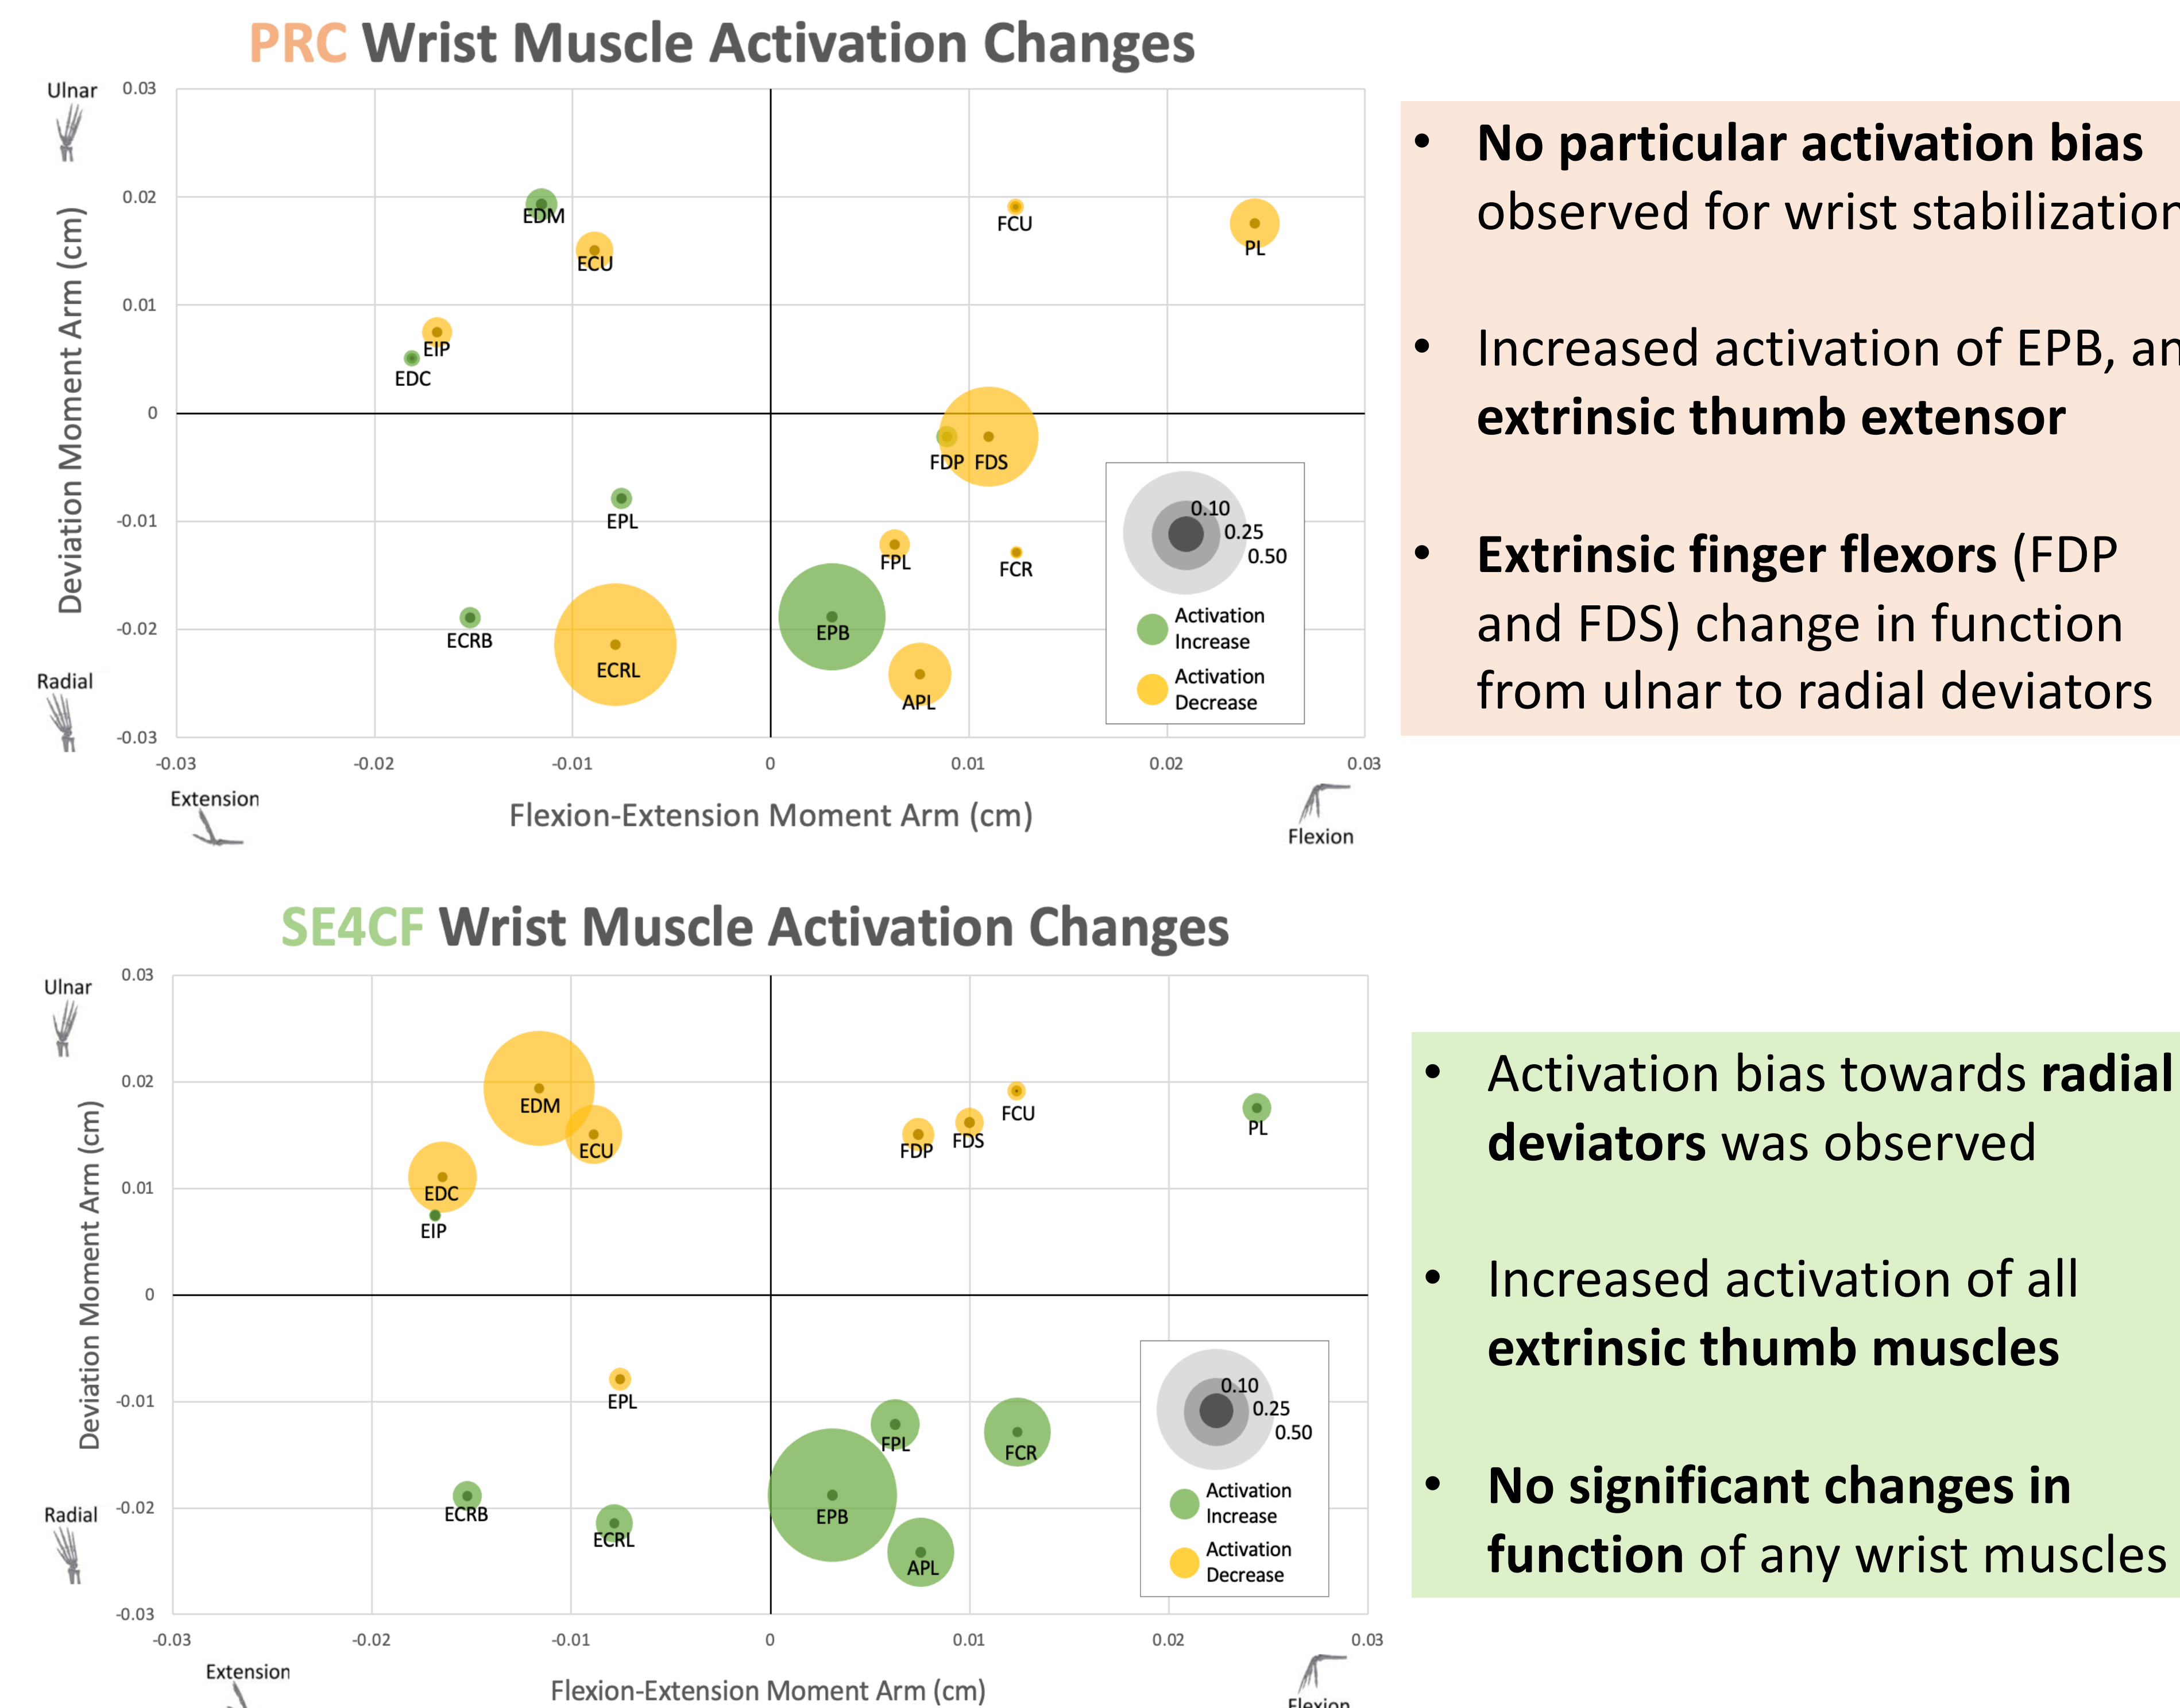 PRC Wrist Muscle Activation Changes
Ulnar
0.03
0.02
0.01
0
-0.01
-0.02
-0.03
Radial
Deviation Moment Arm (cm)
EDM
ECU
FCU
PL
EIP
EDC
FDP
FDS
EPL
FPL
FCR
ECRB
ECRL
EPB
APL
0.10
0.25
0.50
Activation
Increase
Activation
Decrease
-0.03
-0.02
-0.01
0
0.01
0.02
0.03
Extension
Flexion-Extension Moment Arm (cm)
Flexion
• No particular activation bias
observed for wrist stabilization
• Increased activation of EPB, an
extrinsic thumb extensor
• Extrinsic finger flexors (FDP
and FDS) change in function
from ulnar to radial deviators
SE4CF Wrist Muscle Activation Changes
Ulnar
0.03
0.02
0.01
0
-0.01
-0.02
-0.03
Radial
Deviation Moment Arm (cm)
EDM
ECU
EDC
EIP
FDP
FDS
FCU
PL
EPL
FPL
FCR
ECRB
ECRL
EPB
APL
0.10
0.25
0.50
Activation
Increase
Activation
Decrease
-0.03
-0.02
-0.01
0
0.01
0.02
0.03
Extension
Flexion-Extension Moment Arm (cm)
Flexion
• Activation bias towards radial
deviators was observed
• Increased activation of all
extrinsic thumb muscles
• No significant changes in
function of any wrist muscles